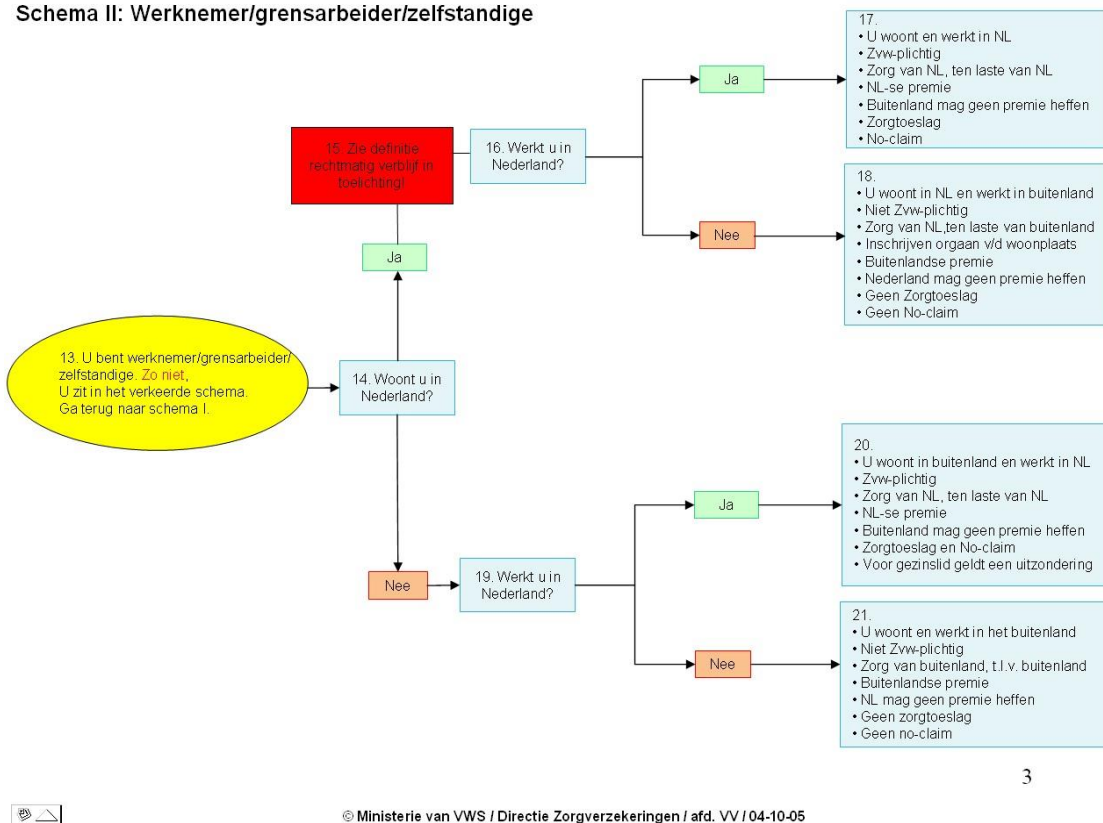 Schema II: Werknemer/grensarbeider/zelfstandige
13. U bent werknemer/grensarbeider/
zelfstandige. Zo niet,
U zit in het verkeerde schema.
Ga terug naar schema I.
14. Woont u in
Nederland?
Ja
15. Zie definitie
rechtmatig verblijf in
toelichting!
16. Werkt u in
Nederland?
Ja
17.
• U woont en werkt in NL
• Zvw-plichtig
• Zorg van NL, ten laste van NL
• NL-se premie
• Buitenland mag geen premie heffen
• Zorgtoeslag
• No-claim
Nee
18.
• U woont in NL en werkt in buitenland
• Niet Zvw-plichtig
• Zorg van NL,ten laste van buitenland
• Inschrijven orgaan v/d woonplaats
• Buitenlandse premie
• Nederland mag geen premie heffen
• Geen Zorgtoeslag
• Geen No-claim
Nee
19. Werkt u in
Nederland?
Ja
20.
• U woont in buitenland en werkt in NL
• Zvw-plichtig
• Zorg van NL, ten laste van NL
• NL-se premie
• Buitenland mag geen premie heffen
• Zorgtoeslag en No-claim
• Voor gezinslid geldt een uitzondering
Nee
21.
• U woont en werkt in het buitenland
• Niet Zvw-plichtig
• Zorg van buitenland, t.l.v. buitenland
• Buitenlandse premie
• NL mag geen premie heffen
• Geen zorgtoeslag
• Geen no-claim
3
© Ministerie van VWS / Directie Zorgverzekeringen / afd. VV / 04-10-05